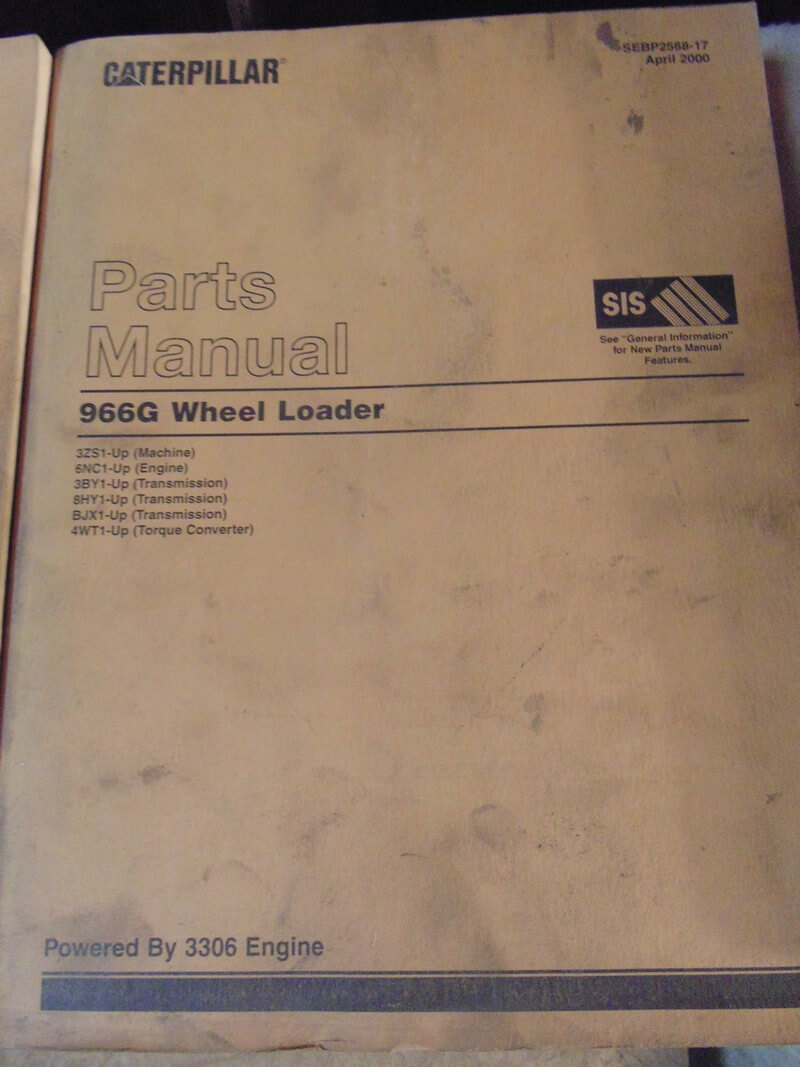 SEBP2568-17
April 2000
CATERPILLAR®
Parts
Manual
SIS
See "General Information"
for New Parts Manual
Features.
966G Wheel Loader
3ZS1-Up (Machine)
6NC1-Up (Engine)
3BY1-Up (Transmission)
8HY1-Up (Transmission)
BJX1-Up (Transmission)
4WT1-Up (Torque Converter)
Powered By 3306 Engine